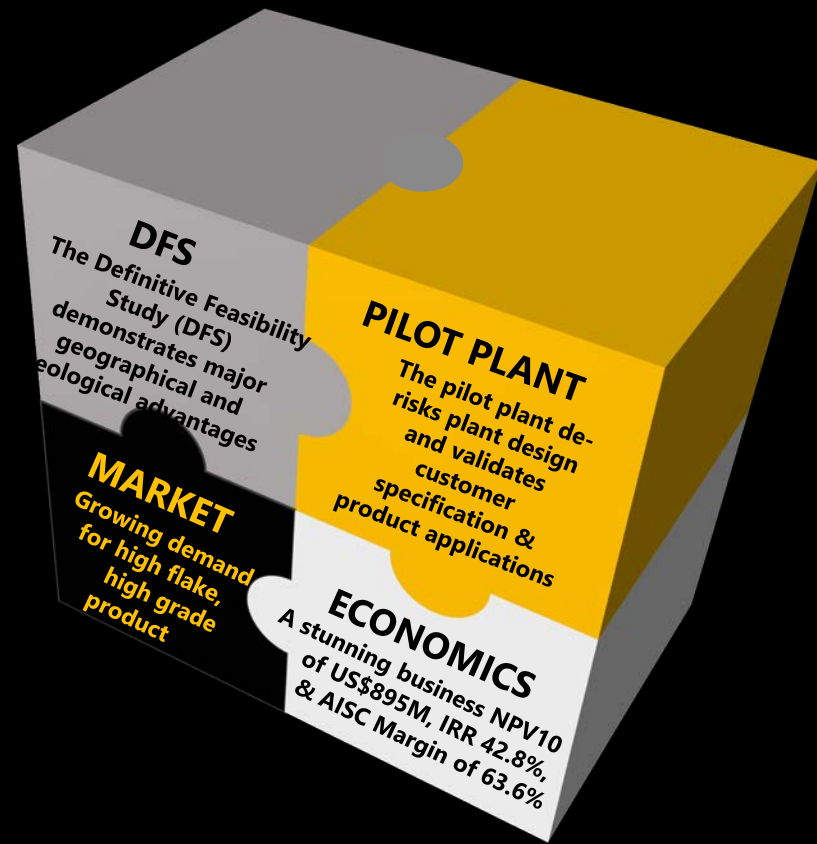 DFS
The Definitive Feasibility
Study (DFS)
demonstrates major
geographical and
eological advantages
PILOT PLANT
The pilot plant de-
risks plant design
and validates
customer
specification &
product applications
MARKET
Growing demand
for high flake,
high grade
product
ECONOMICS
A stunning business NPV10
of US$895M, IRR 42.8%,
& AISC Margin of 63.6%